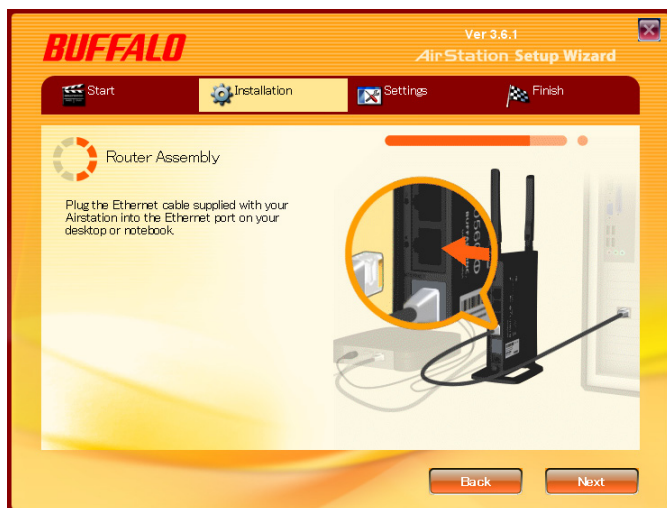 BUFFALO
Ver 3.6.1
AirStation Setup Wizard
Start
Installation
Settings
Finish
Router Assembly
Plug the Ethernet cable supplied with your
Airstation into the Ethernet port on your
desktop or notebook.
Back
Next